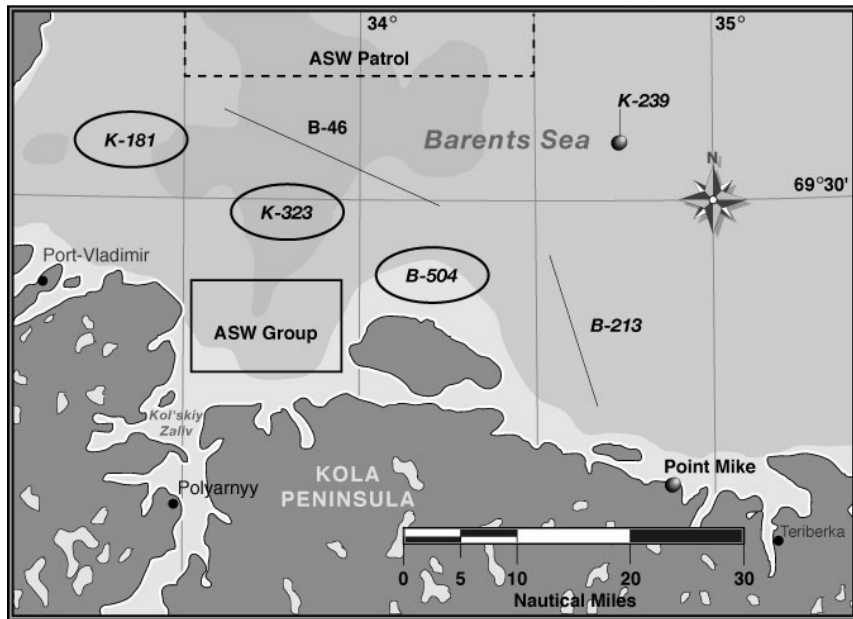 34°
35°
ASW Patrol
K-239
B-46
K-181
Barents Sea
N
69°30'
K-323
Port-Vladimir
B-504
ASW Group
B-213
Kol'skiy
Zaliv
Point Mike
KOLA
PENINSULA
Polyarnyy
Teriberka
0 5 10 20 30
Nautical Miles